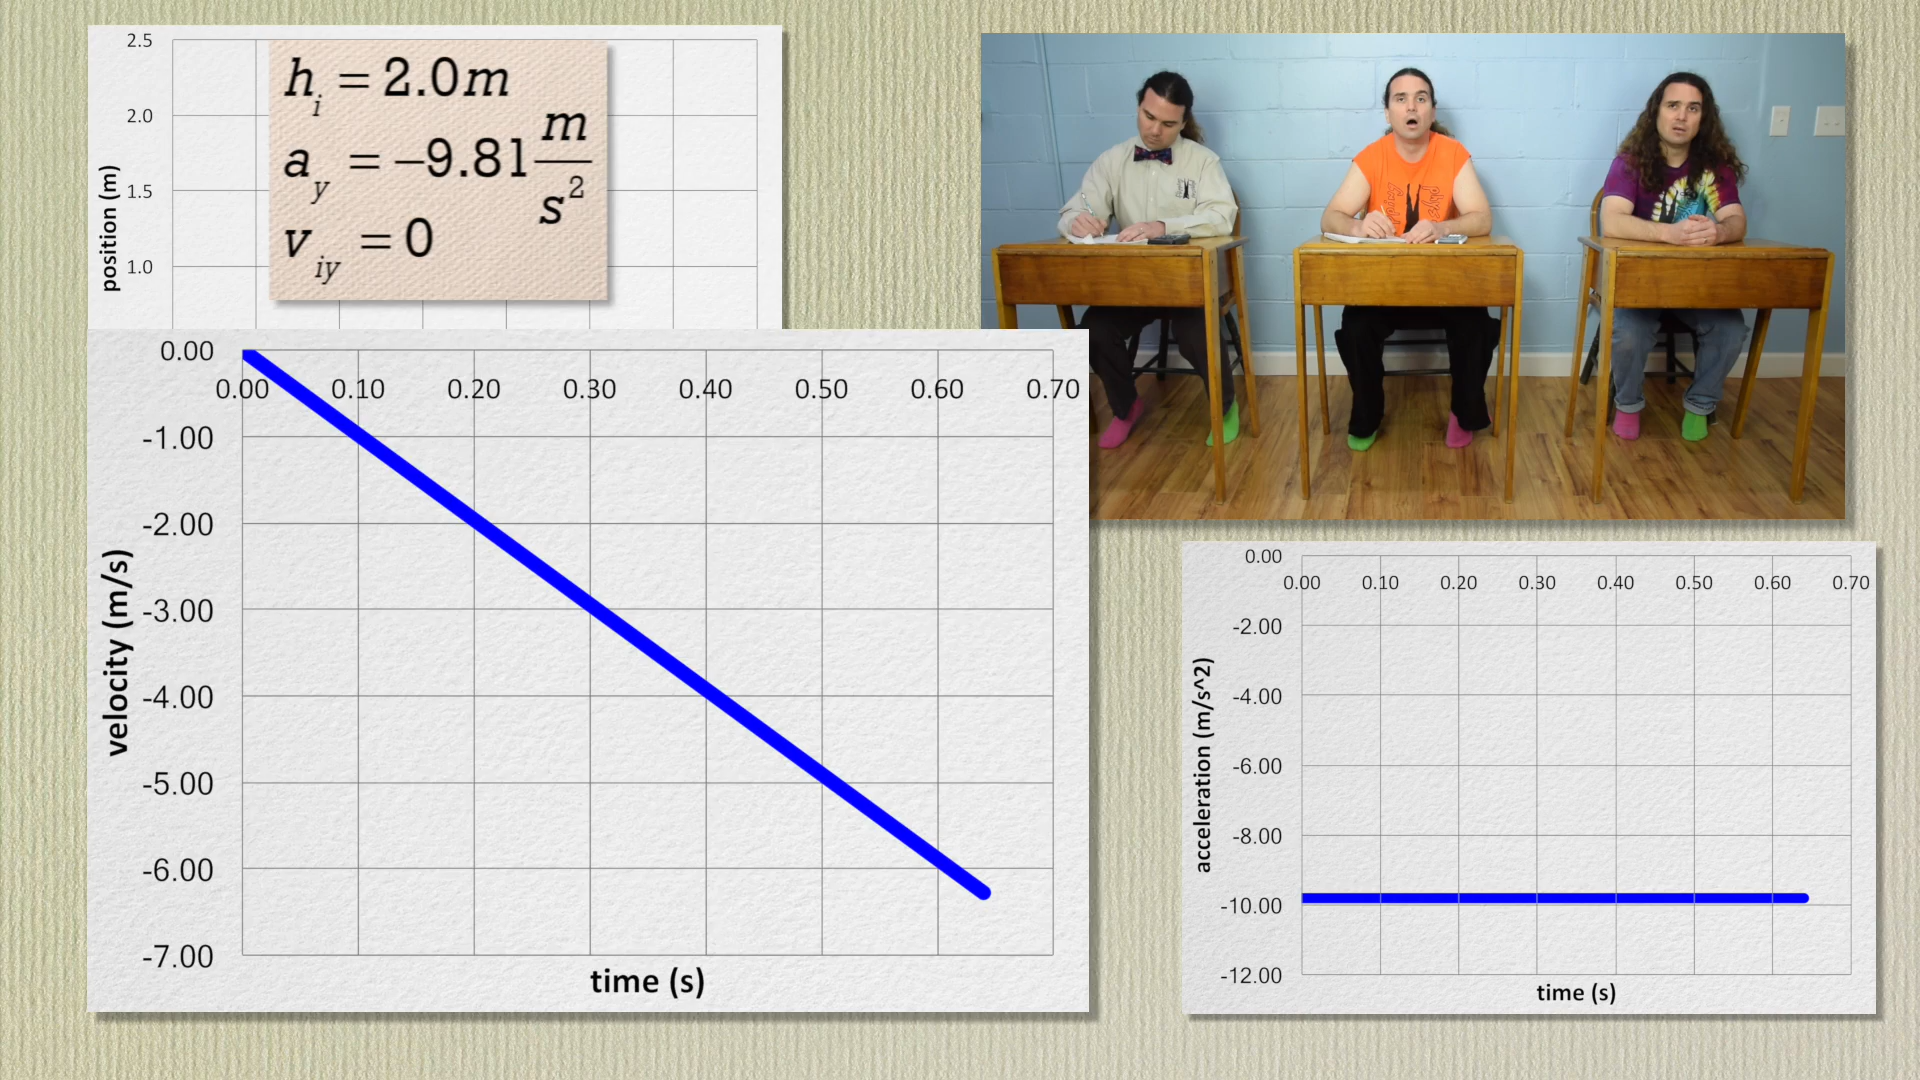 2.5
2.0
1.5
1.0
position (m)
h_i = 2.0m
a_y = −9.81 m/s²
v_iy = 0
0.00
0.00 0.10 0.20 0.30 0.40 0.50 0.60 0.70
-1.00
-2.00
-3.00
-4.00
-5.00
-6.00
-7.00
velocity (m/s)
time (s)
0.00
0.00 0.10 0.20 0.30 0.40 0.50 0.60 0.70
-2.00
-4.00
-6.00
-8.00
-10.00
-12.00
acceleration (m/s^2)
time (s)